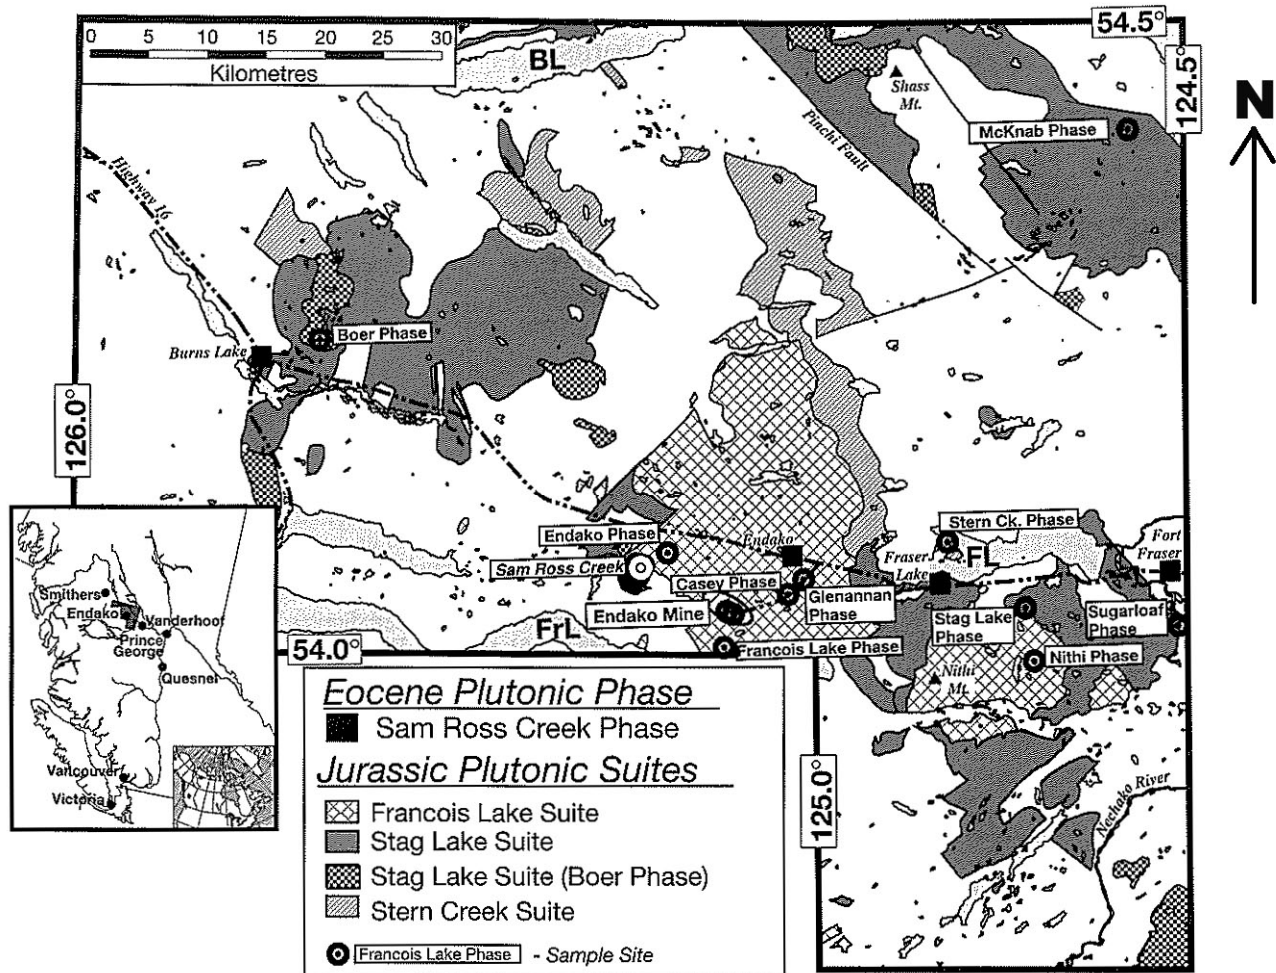 0 5 10 15 20 25 30
Kilometres
BL
54.5°
124.5°
N
Shass
Mt.
Pinchi Fault
McKnab Phase
Highway 16
Boer Phase
Burns Lake
126.0°
Endako Phase
Endako
Stern Ck. Phase
FL
Fort
Fraser
Fraser
Lake
Sam Ross Creek
Casey Phase
Glenannan
Phase
Endako Mine
Stag Lake
Phase
Sugarloaf
Phase
FrL
Francois Lake Phase
Nithi Phase
Nithi
Mt.
54.0°
125.0°
Nechako River
Smithers
Endako
Vanderhoof
Prince
George
Quesnel
Vancouver
Victoria
Eocene Plutonic Phase
Sam Ross Creek Phase
Jurassic Plutonic Suites
Francois Lake Suite
Stag Lake Suite
Stag Lake Suite (Boer Phase)
Stern Creek Suite
Francois Lake Phase - Sample Site